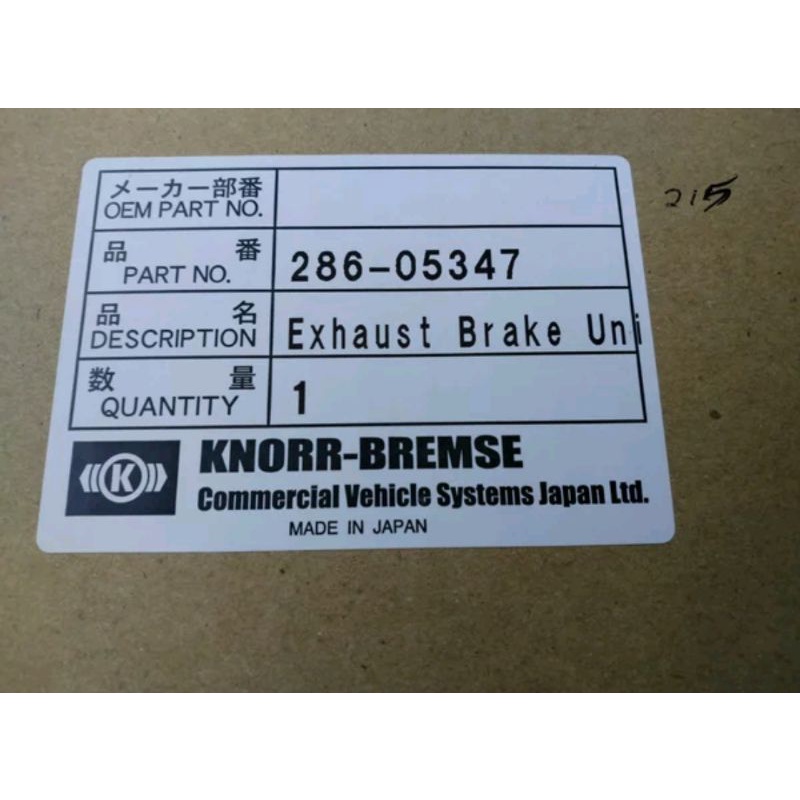 メーカー部番
OEM PART NO.
215
品 番
PART NO.
286-05347
品 名
DESCRIPTION
Exhaust Brake Uni
数 量
QUANTITY
1
K
KNORR-BREMSE
Commercial Vehicle Systems Japan Ltd.
MADE IN JAPAN